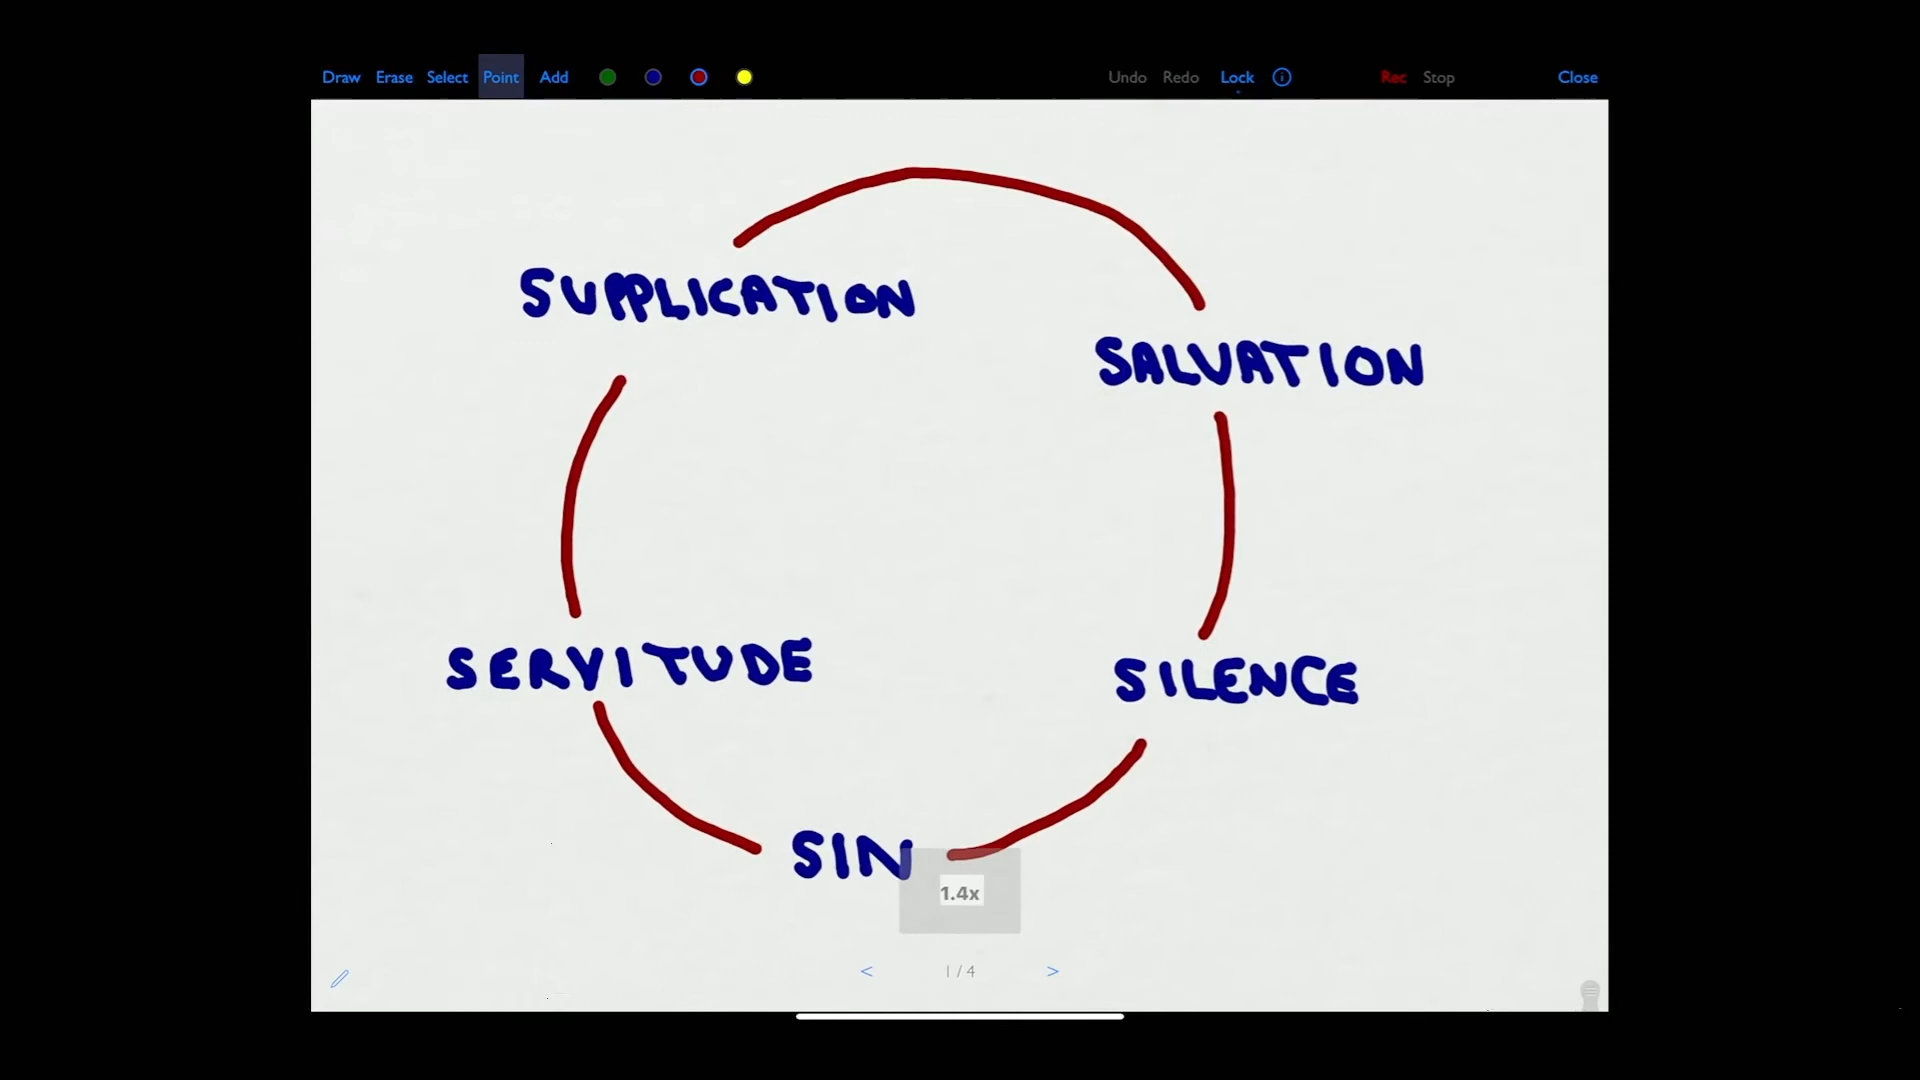 Draw Erase Select Point Add Undo Redo Lock Rec Stop Close
SUPPLICATION
SALVATION
SERVITUDE
SILENCE
SIN
1.4x
< 1 / 4 >